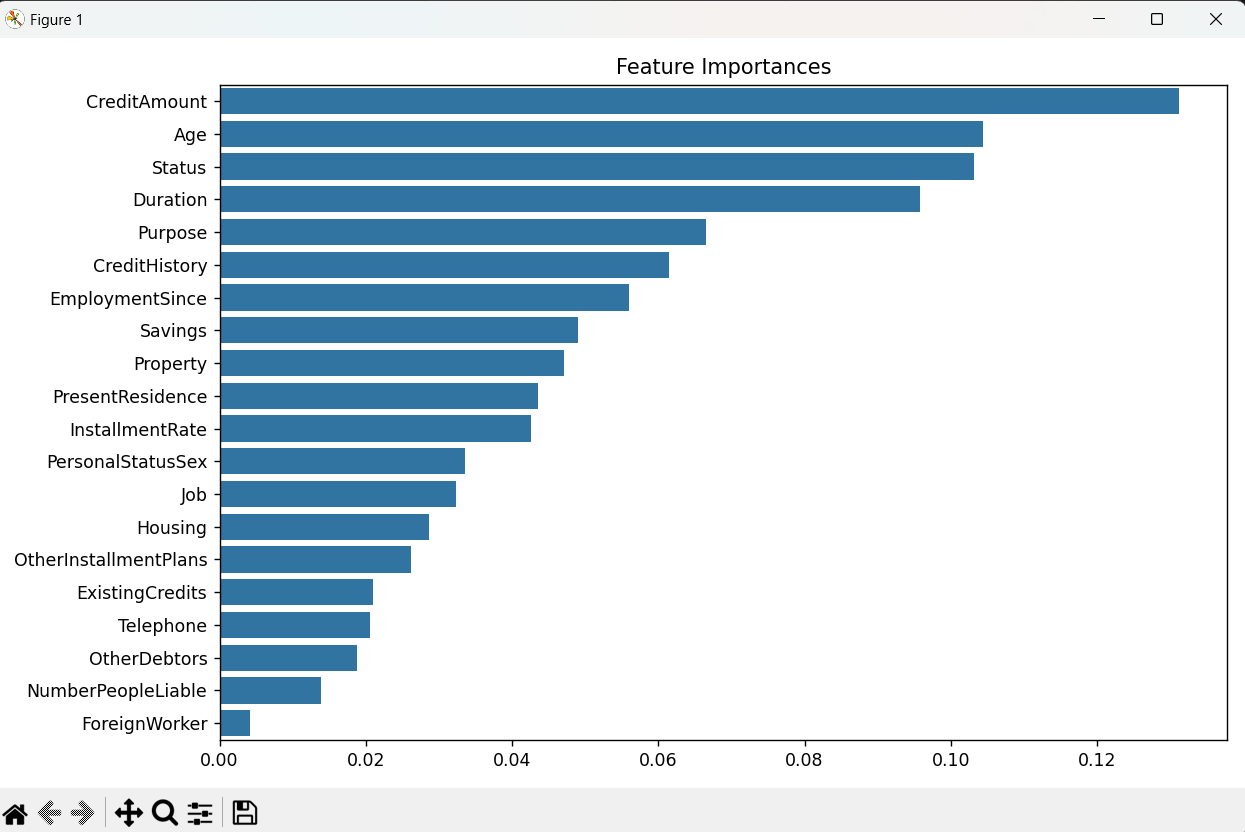 Figure 1
Feature Importances
CreditAmount
Age
Status
Duration
Purpose
CreditHistory
EmploymentSince
Savings
Property
PresentResidence
InstallmentRate
PersonalStatusSex
Job
Housing
OtherInstallmentPlans
ExistingCredits
Telephone
OtherDebtors
NumberPeopleLiable
ForeignWorker
0.00 0.02 0.04 0.06 0.08 0.10 0.12